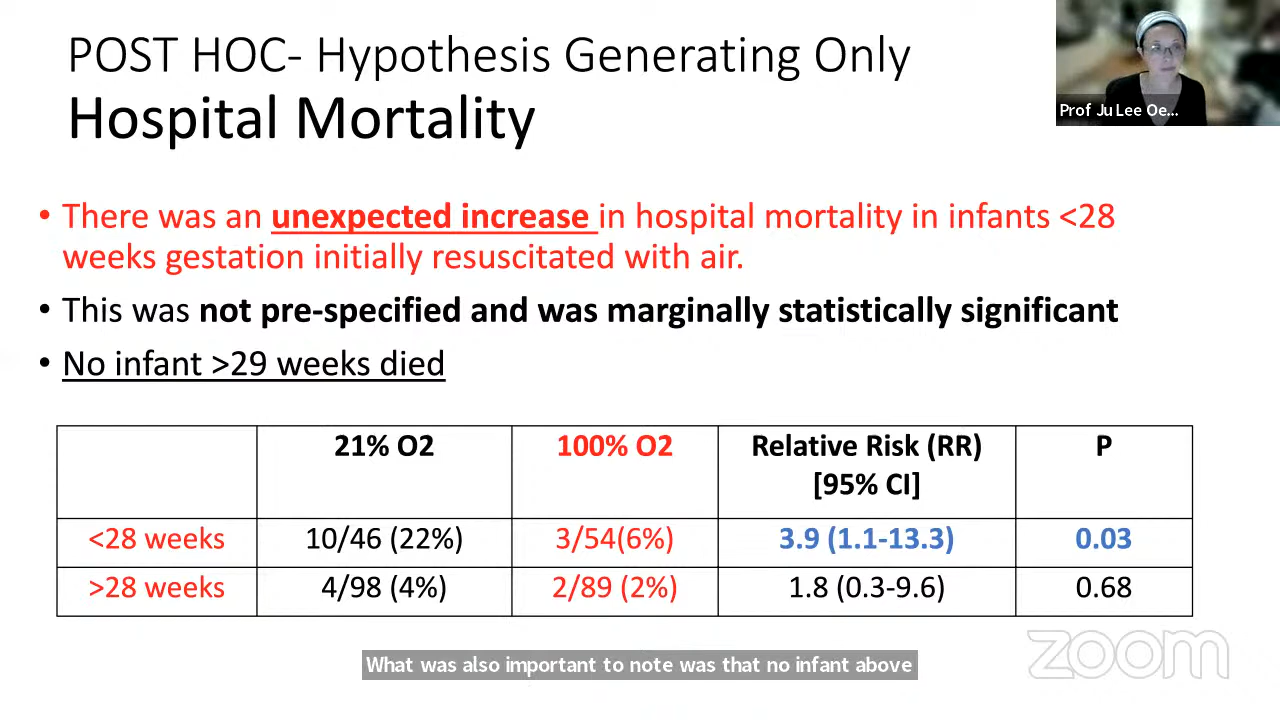 POST HOC- Hypothesis Generating Only
Hospital Mortality
Prof Ju Lee Oe...
• There was an unexpected increase in hospital mortality in infants <28
weeks gestation initially resuscitated with air.
• This was not pre-specified and was marginally statistically significant
• No infant >29 weeks died
21% O2 100% O2 Relative Risk (RR) P
[95% CI]
<28 weeks 10/46 (22%) 3/54(6%) 3.9 (1.1-13.3) 0.03
>28 weeks 4/98 (4%) 2/89 (2%) 1.8 (0.3-9.6) 0.68
What was also important to note was that no infant above
zoom